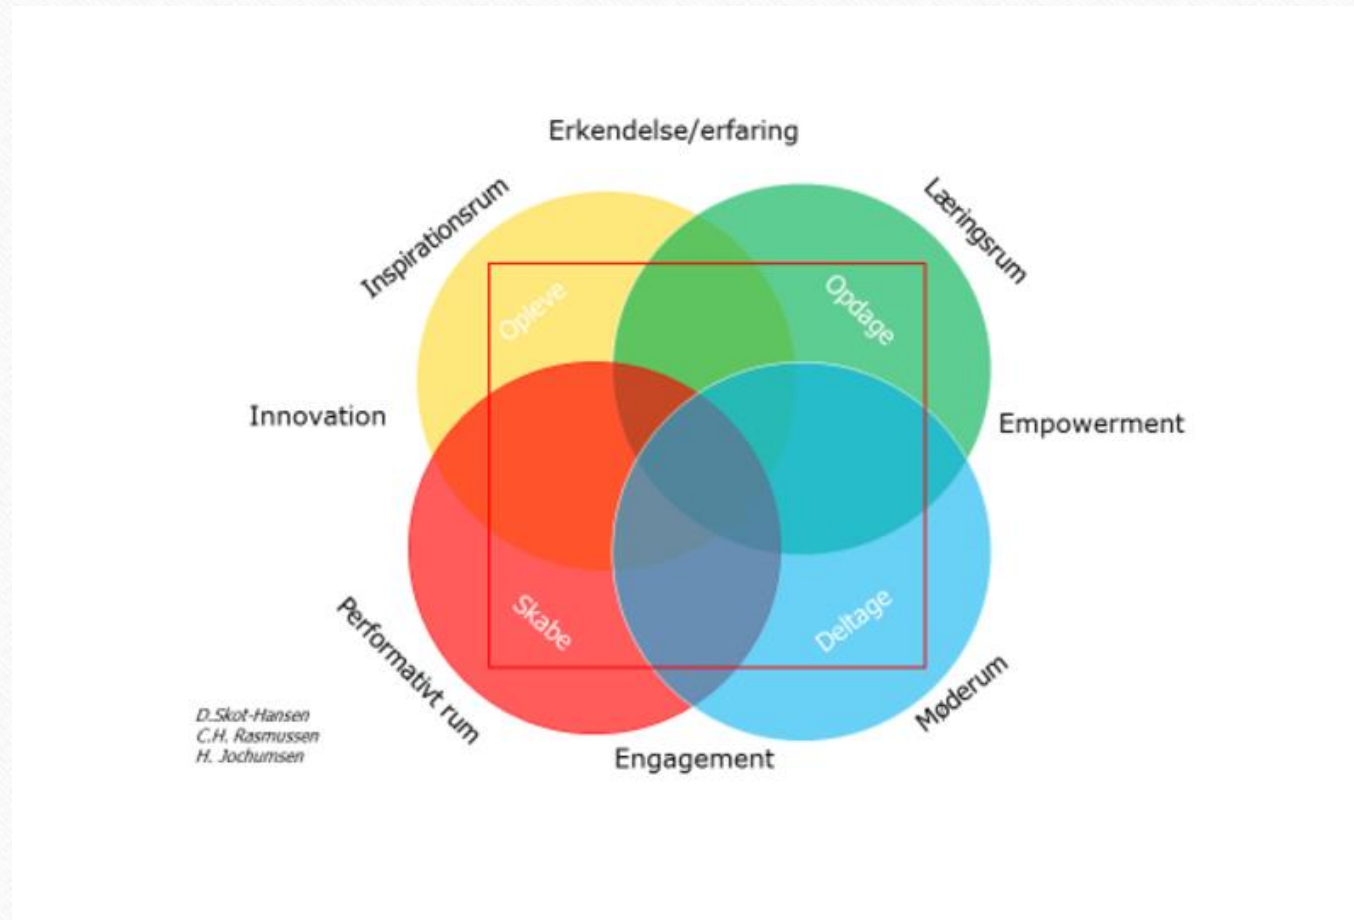 Erkendelse/erfaring
Inspirationsrum
Læringsrum
Opleve
Opdage
Innovation
Empowerment
Skabe
Deltage
Performativt rum
Møderum
D.Skot-Hansen
C.H. Rasmussen
H. Jochumsen
Engagement